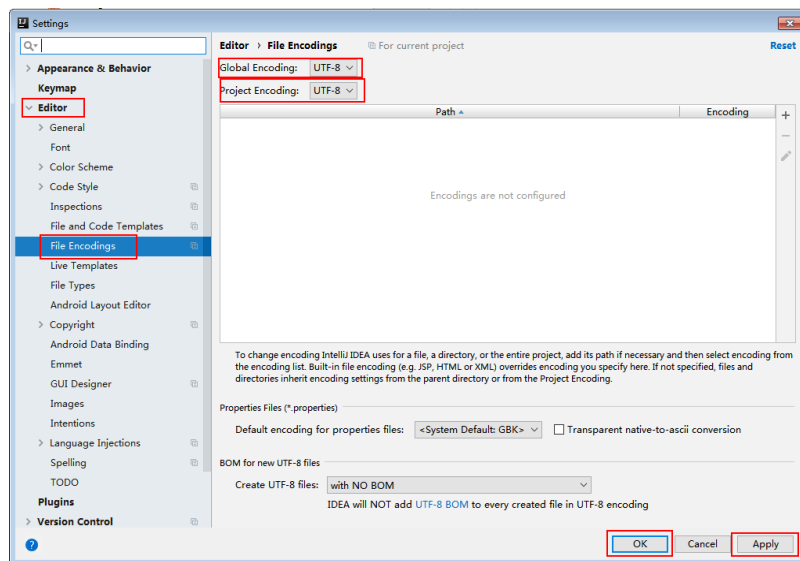 Settings
Editor › File Encodings
For current project
Reset
Appearance & Behavior
Keymap
Editor
General
Font
Color Scheme
Code Style
Inspections
File and Code Templates
File Encodings
Live Templates
File Types
Android Layout Editor
Copyright
Android Data Binding
Emmet
GUI Designer
Images
Intentions
Language Injections
Spelling
TODO
Plugins
Version Control
Global Encoding: UTF-8
Project Encoding: UTF-8
Path Encoding
Encodings are not configured
To change encoding IntelliJ IDEA uses for a file, a directory, or the entire project, add its path if necessary and then select encoding from
the encoding list. Built-in file encoding (e.g. JSP, HTML or XML) overrides encoding you specify here. If not specified, files and
directories inherit encoding settings from the parent directory or from the Project Encoding.
Properties Files (*.properties)
Default encoding for properties files: <System Default: GBK> Transparent native-to-ascii conversion
BOM for new UTF-8 files
Create UTF-8 files: with NO BOM
IDEA will NOT add UTF-8 BOM to every created file in UTF-8 encoding
?
OK Cancel Apply